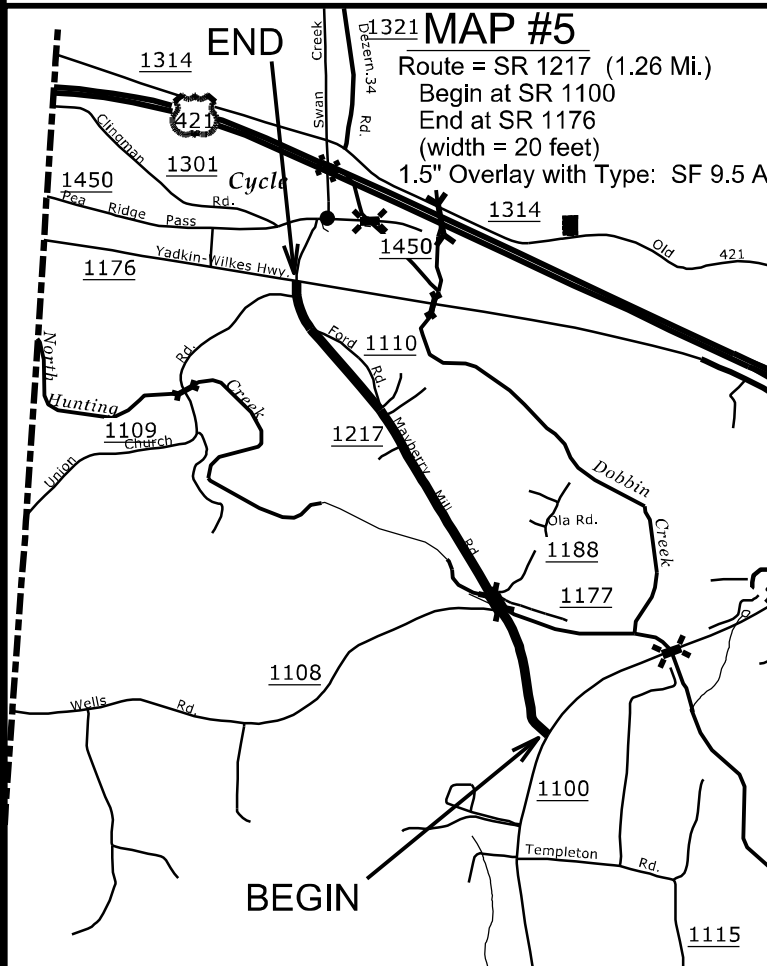 MAP #5
Route = SR 1217 (1.26 Mi.)
Begin at SR 1100
End at SR 1176
(width = 20 feet)
1.5" Overlay with Type: SF 9.5 A
END
1321
1314
Swan Creek
Dezern.34 Rd.
421
Clingman Rd.
1301
Cycle
1450
Pea Ridge Pass
1314
1450
Old 421
Yadkin-Wilkes Hwy.
1176
North Hunting Creek
Rd.
Ford Rd.
1110
1109
Union Church
1217
Mayberry Mill Rd.
Dobbin Creek
Ola Rd.
1188
1177
1108
Wells Rd.
1100
Templeton Rd.
BEGIN
1115